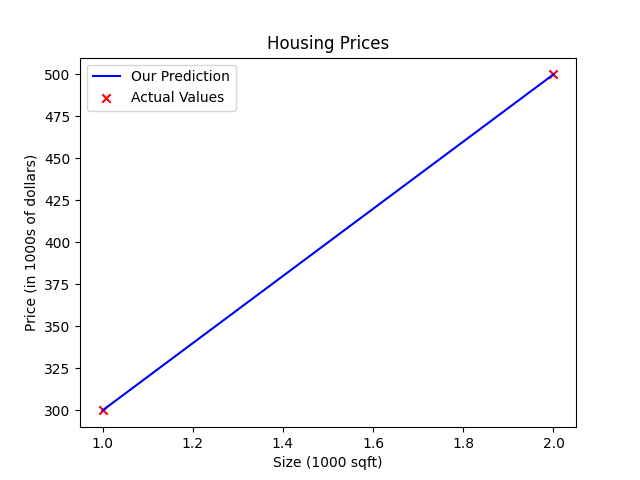 Housing Prices
Our Prediction
Actual Values
500
475
450
425
400
375
350
325
300
Price (in 1000s of dollars)
1.0 1.2 1.4 1.6 1.8 2.0
Size (1000 sqft)